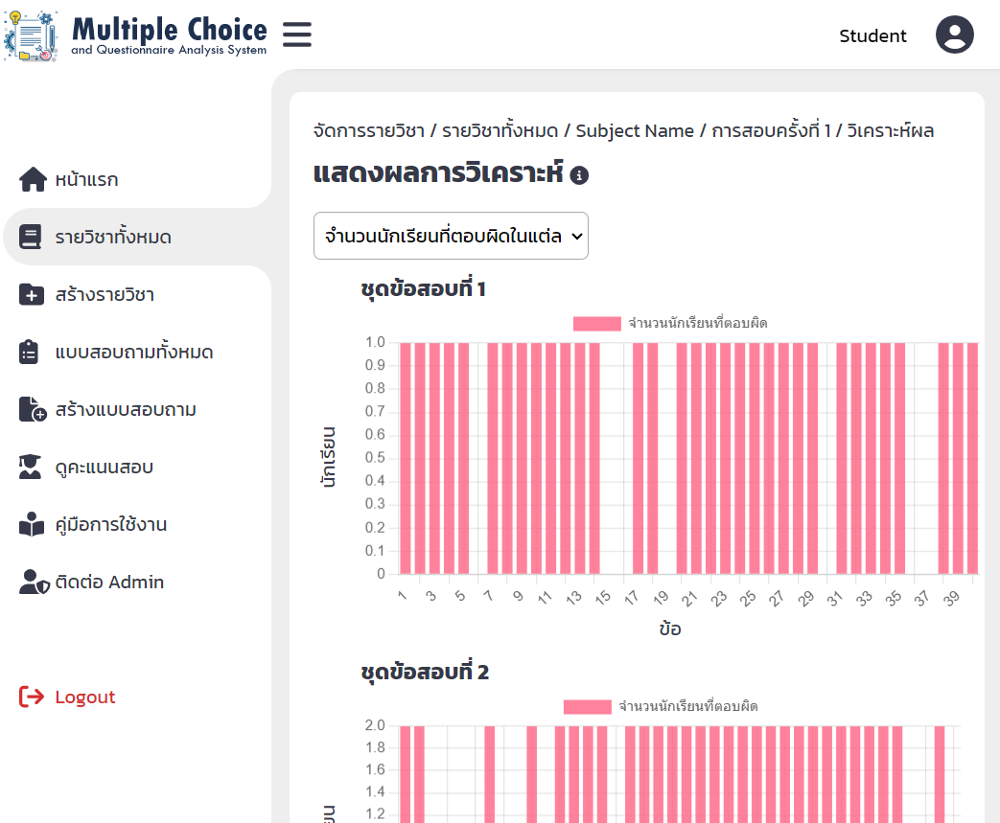 Multiple Choice
and Questionnaire Analysis System
Student
หน้าแรก
รายวิชาทั้งหมด
สร้างรายวิชา
แบบสอบถามทั้งหมด
สร้างแบบสอบถาม
ดูคะแนนสอบ
คู่มือการใช้งาน
ติดต่อ Admin
Logout
จัดการรายวิชา / รายวิชาทั้งหมด / Subject Name / การสอบครั้งที่ 1 / วิเคราะห์ผล
แสดงผลการวิเคราะห์
จำนวนนักเรียนที่ตอบผิดในแต่ล
ชุดข้อสอบที่ 1
จำนวนนักเรียนที่ตอบผิด
1.0
0.9
0.8
0.7
0.6
0.5
0.4
0.3
0.2
0.1
0
นักเรียน
1 3 5 7 9 11 13 15 17 19 21 23 25 27 29 31 33 35 37 39
ข้อ
ชุดข้อสอบที่ 2
จำนวนนักเรียนที่ตอบผิด
2.0
1.8
1.6
1.4
1.2